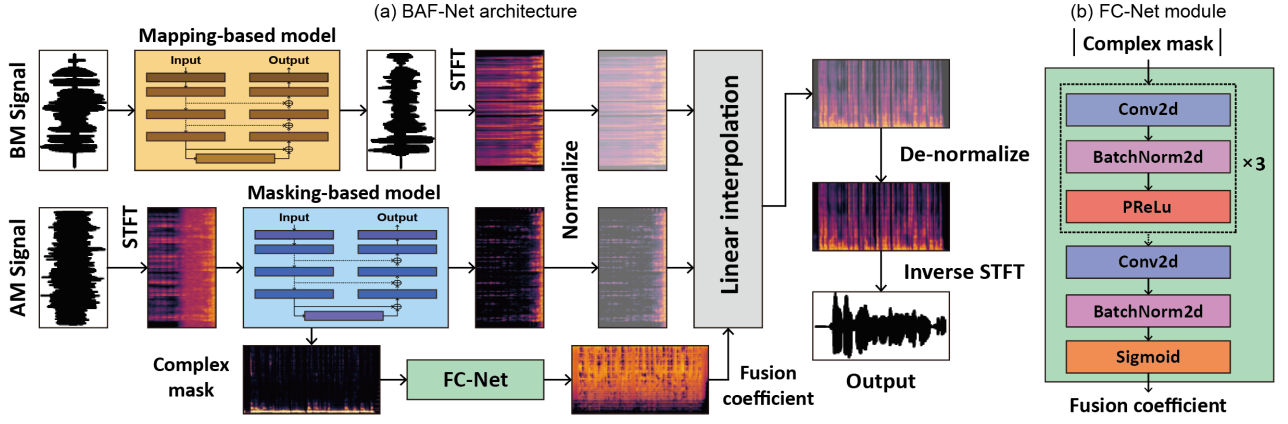 (a) BAF-Net architecture
BM Signal
Mapping-based model
Input
Output
STFT
Normalize
AM Signal
STFT
Masking-based model
Input
Output
Complex
mask
FC-Net
Fusion
coefficient
Linear interpolation
De-normalize
Inverse STFT
Output
(b) FC-Net module
| Complex mask |
Conv2d
BatchNorm2d
PReLu
×3
Conv2d
BatchNorm2d
Sigmoid
Fusion coefficient